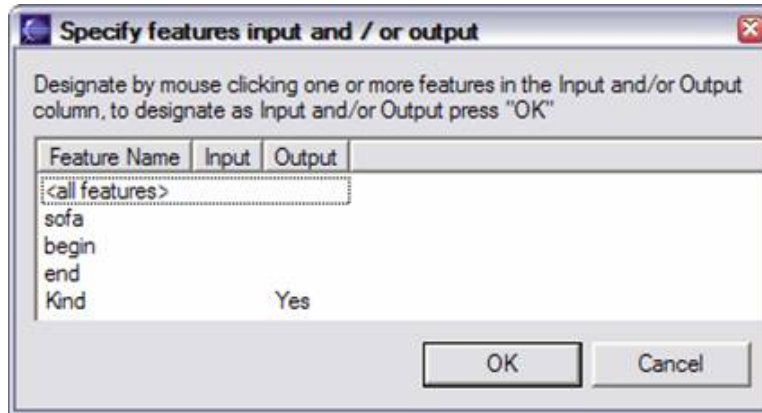 Specify features input and / or output
Designate by mouse clicking one or more features in the Input and/or Output
column, to designate as Input and/or Output press "OK"
Feature Name Input Output
<all features>
sofa
begin
end
Kind Yes
OK Cancel